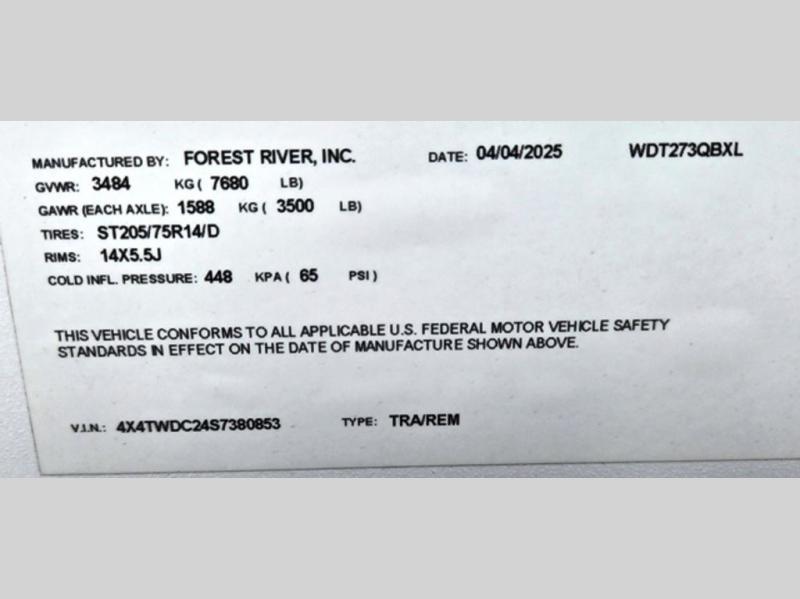 MANUFACTURED BY: FOREST RIVER, INC. DATE: 04/04/2025 WDT273QBXL
GVWR: 3484 KG ( 7680 LB)
GAWR (EACH AXLE): 1588 KG ( 3500 LB)
TIRES: ST205/75R14/D
RIMS: 14X5.5J
COLD INFL. PRESSURE: 448 KPA ( 65 PSI )
THIS VEHICLE CONFORMS TO ALL APPLICABLE U.S. FEDERAL MOTOR VEHICLE SAFETY
STANDARDS IN EFFECT ON THE DATE OF MANUFACTURE SHOWN ABOVE.
V.I.N.: 4X4TWDC24S7380853 TYPE: TRA/REM